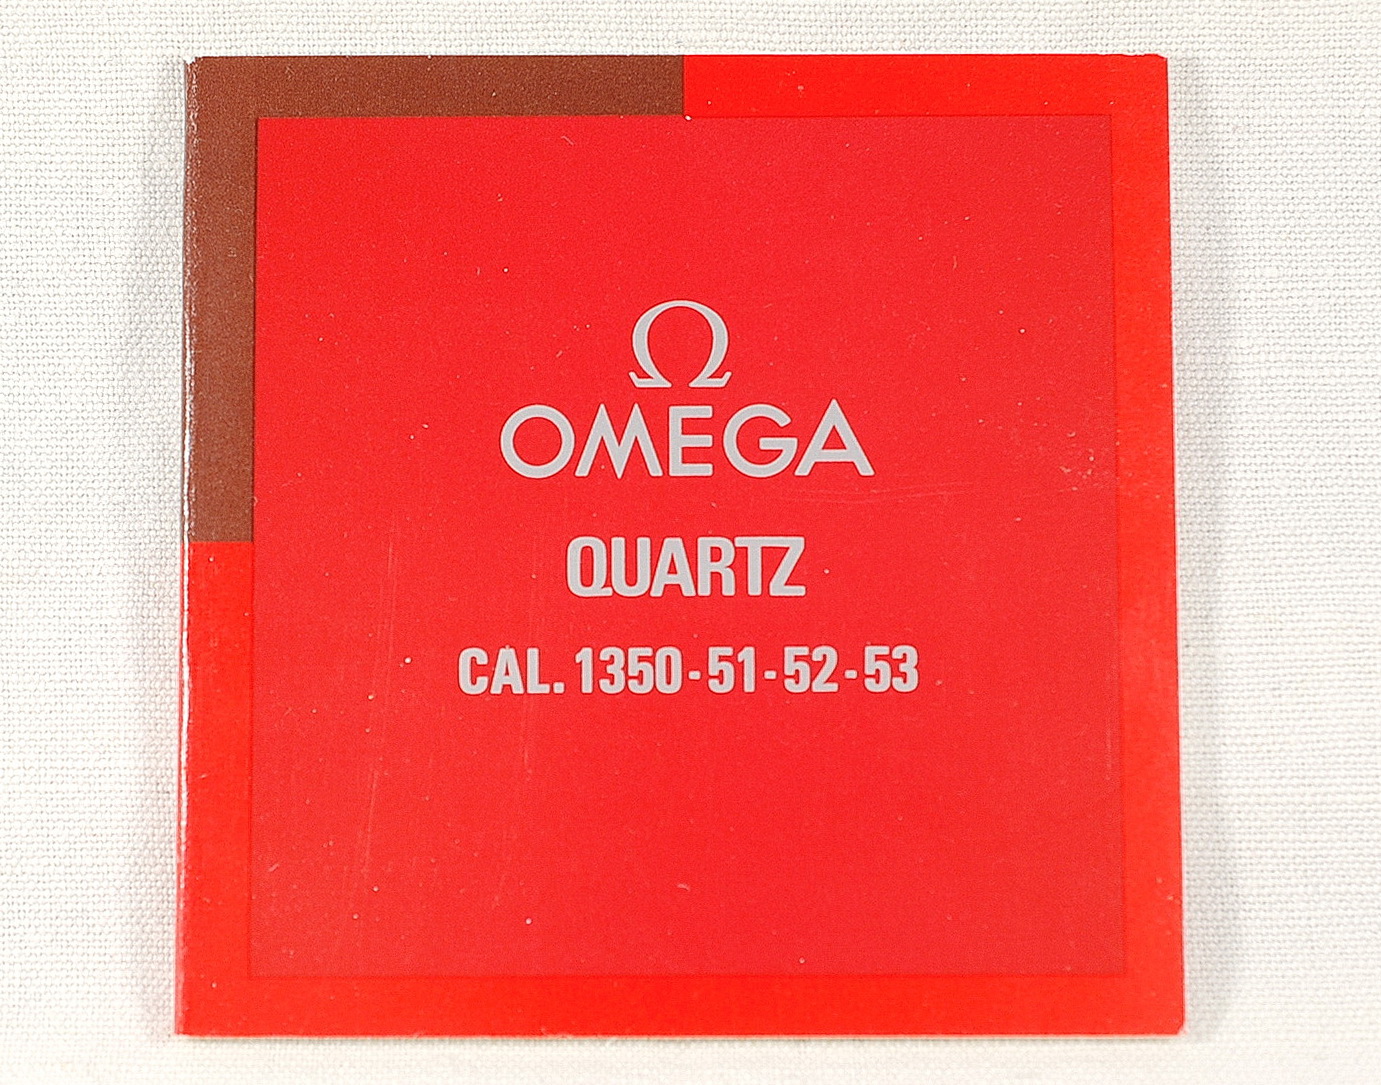 Ω
OMEGA
QUARTZ
CAL. 1350-51-52-53